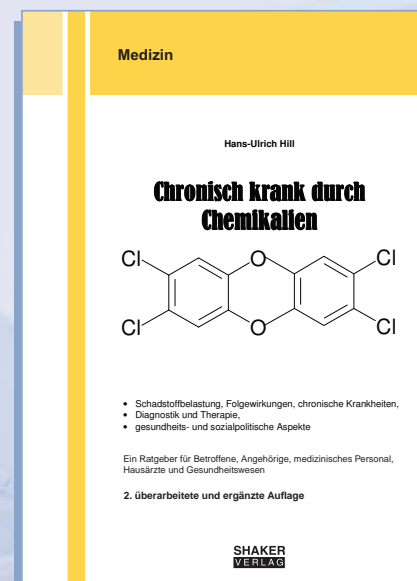 Medizin
Hans-Ulrich Hill
Chronisch krank durch
Chemikalien
Cl O Cl
Cl O Cl
• Schadstoffbelastung, Folgewirkungen, chronische Krankheiten,
• Diagnostik und Therapie,
• gesundheits- und sozialpolitische Aspekte
Ein Ratgeber für Betroffene, Angehörige, medizinisches Personal,
Hausärzte und Gesundheitswesen
2. überarbeitete und ergänzte Auflage
SHAKER
VERLAG